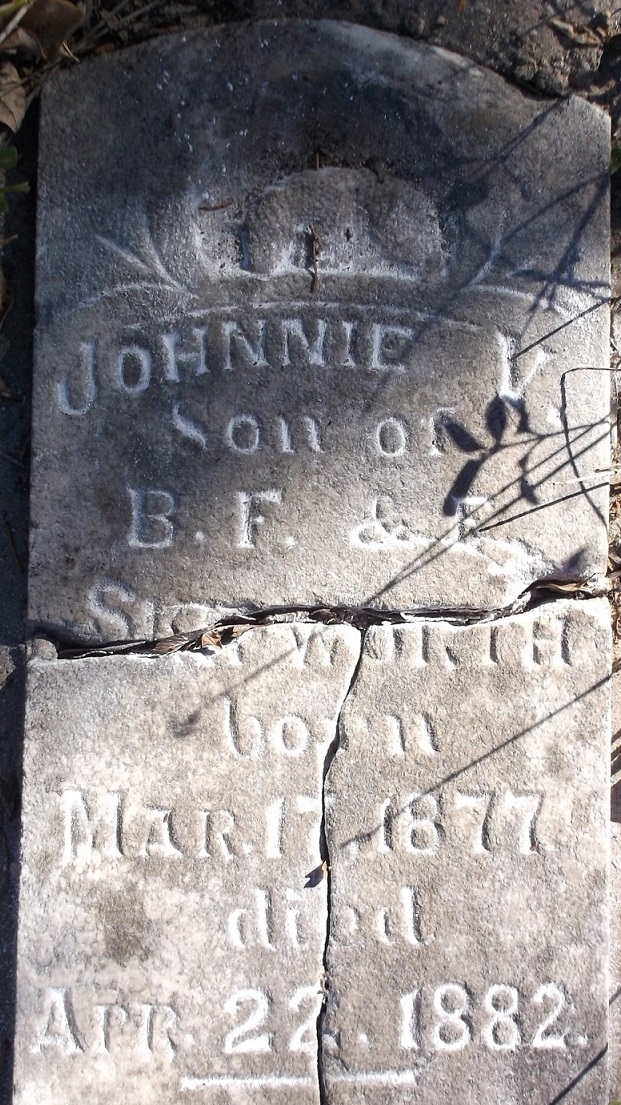 JOHNNIE V.
Son of
B. F. & E.
born
MAR. 17, 1877.
died
APR. 22. 1882.